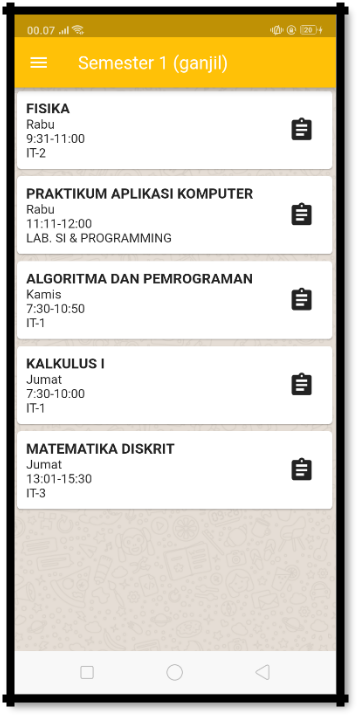 00.07
28
Semester 1 (ganjil)
FISIKA
Rabu
9:31-11:00
IT-2
PRAKTIKUM APLIKASI KOMPUTER
Rabu
11:11-12:00
LAB. SI & PROGRAMMING
ALGORITMA DAN PEMROGRAMAN
Kamis
7:30-10:50
IT-1
KALKULUS I
Jumat
7:30-10:00
IT-1
MATEMATIKA DISKRIT
Jumat
13:01-15:30
IT-3